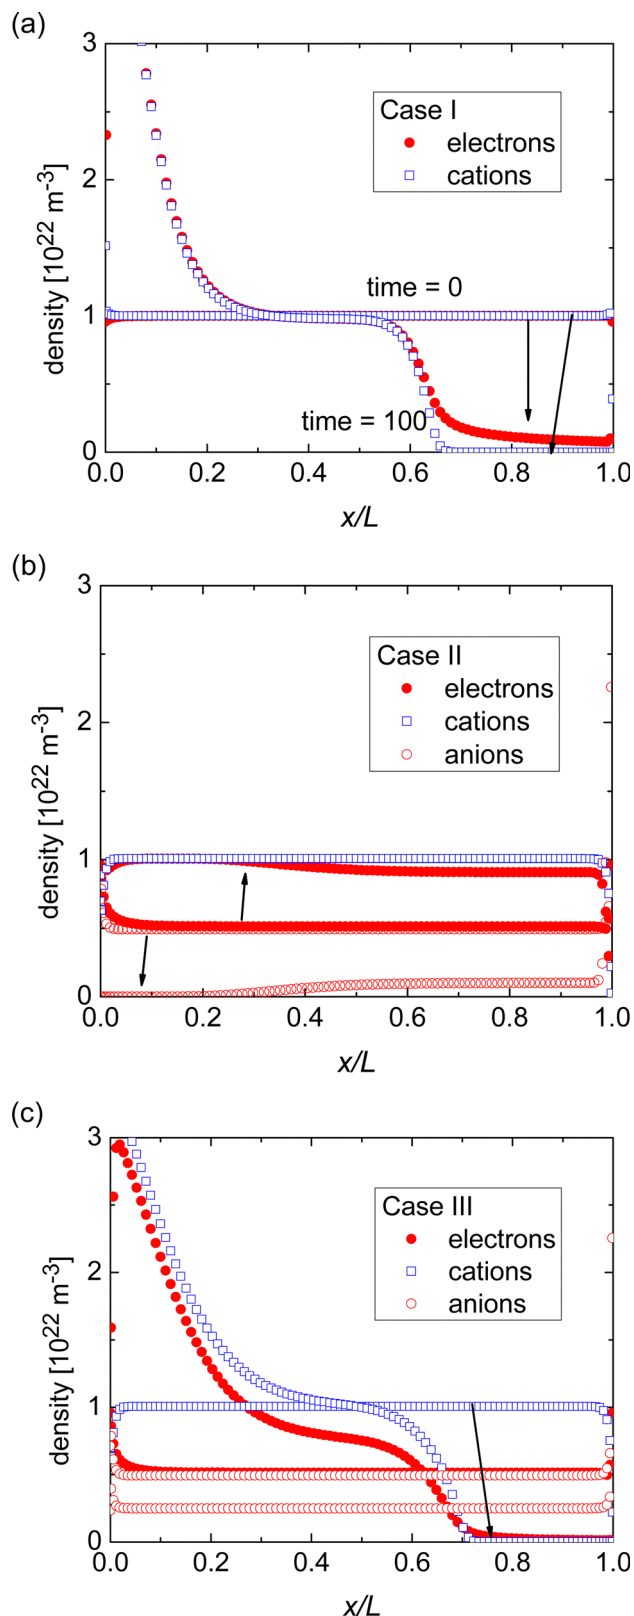 (a)
3
2
1
0
density [10²² m⁻³]
Case I
electrons
cations
time = 0
time = 100
0.0 0.2 0.4 0.6 0.8 1.0
x/L
(b)
3
2
1
0
density [10²² m⁻³]
Case II
electrons
cations
anions
0.0 0.2 0.4 0.6 0.8 1.0
x/L
(c)
3
2
1
0
density [10²² m⁻³]
Case III
electrons
cations
anions
0.0 0.2 0.4 0.6 0.8 1.0
x/L